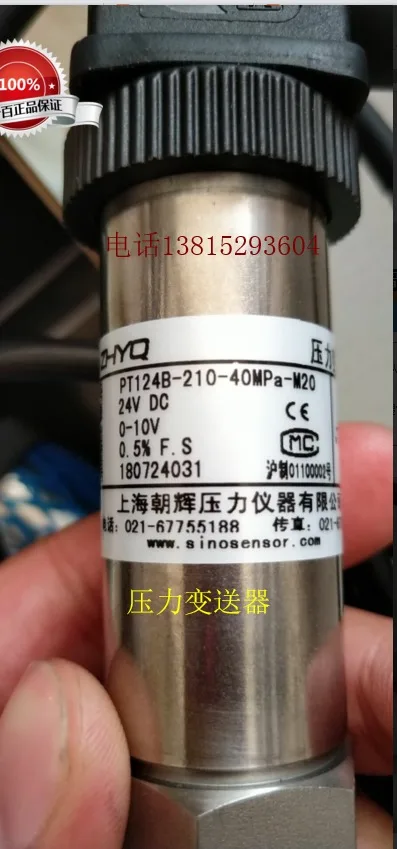 100%
百正品保证
电话13815293604
ZHYQ
压力
PT124B-210-40MPa-M20
24V DC
CE
0-10V
0.5% F.S
MC
180724031
沪制01100002号
上海朝辉压力仪器有限公
电话：021-67755188 传真：021-6
www.sinosensor.com
压力变送器